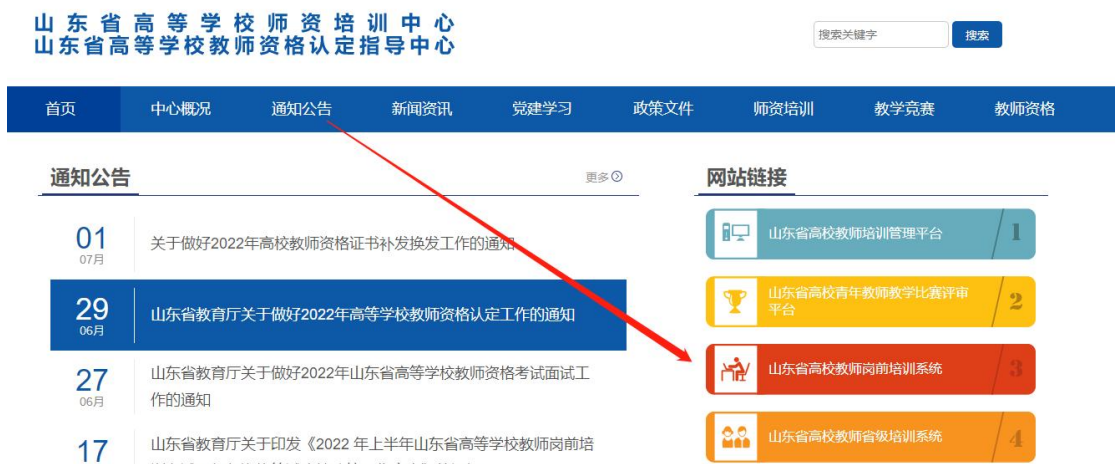 山东省高等学校师资培训中心
山东省高等学校教师资格认定指导中心
搜索关键字
搜索
首页
中心概况
通知公告
新闻资讯
党建学习
政策文件
师资培训
教学竞赛
教师资格
通知公告
更多
01
07月
关于做好2022年高校教师资格证书补发换发工作的通知
29
06月
山东省教育厅关于做好2022年高等学校教师资格认定工作的通知
27
06月
山东省教育厅关于做好2022年山东省高等学校教师资格考试面试工
作的通知
17
山东省教育厅关于印发《2022 年上半年山东省高等学校教师岗前培
网站链接
山东省高校教师培训管理平台
1
山东省高校青年教师教学比赛评审
平台
2
山东省高校教师岗前培训系统
3
山东省高校教师省级培训系统
4